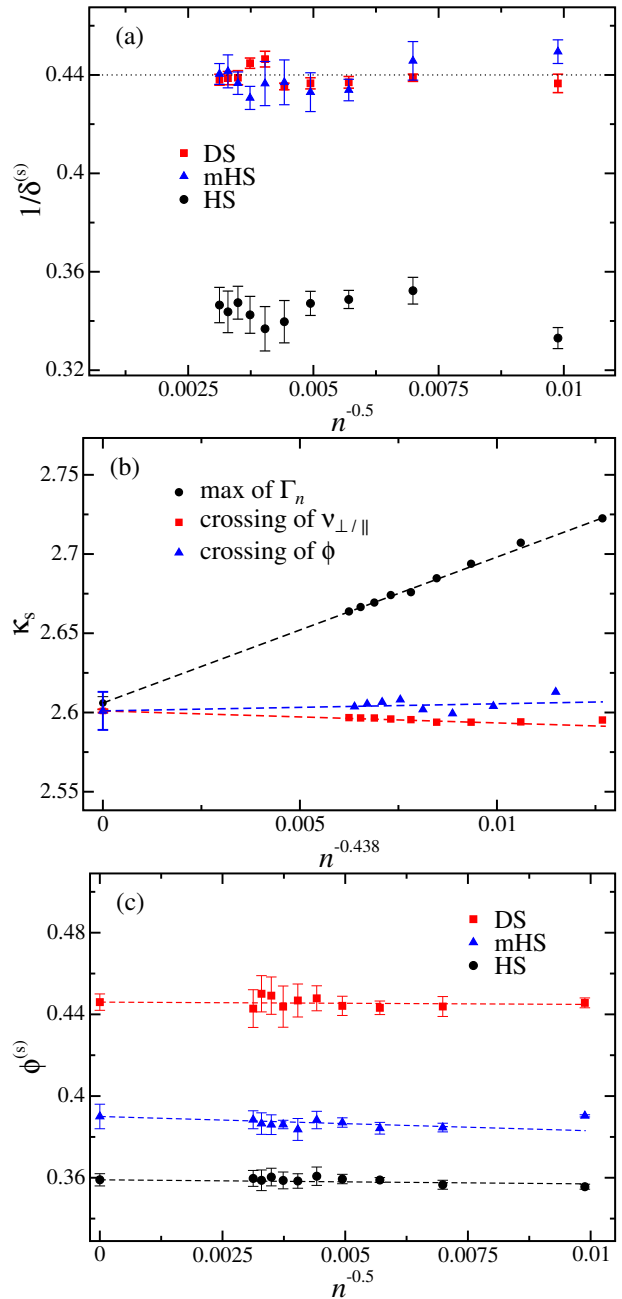 (a)
0.44
0.4
0.36
0.32
1/δ^(s)
DS
mHS
HS
0.0025 0.005 0.0075 0.01
n^-0.5
(b)
2.75
2.7
2.65
2.6
2.55
κ_s
max of Γ_n
crossing of ν_⊥/∥
crossing of ϕ
0 0.005 0.01
n^-0.438
(c)
0.48
0.44
0.4
0.36
ϕ^(s)
DS
mHS
HS
0 0.0025 0.005 0.0075 0.01
n^-0.5